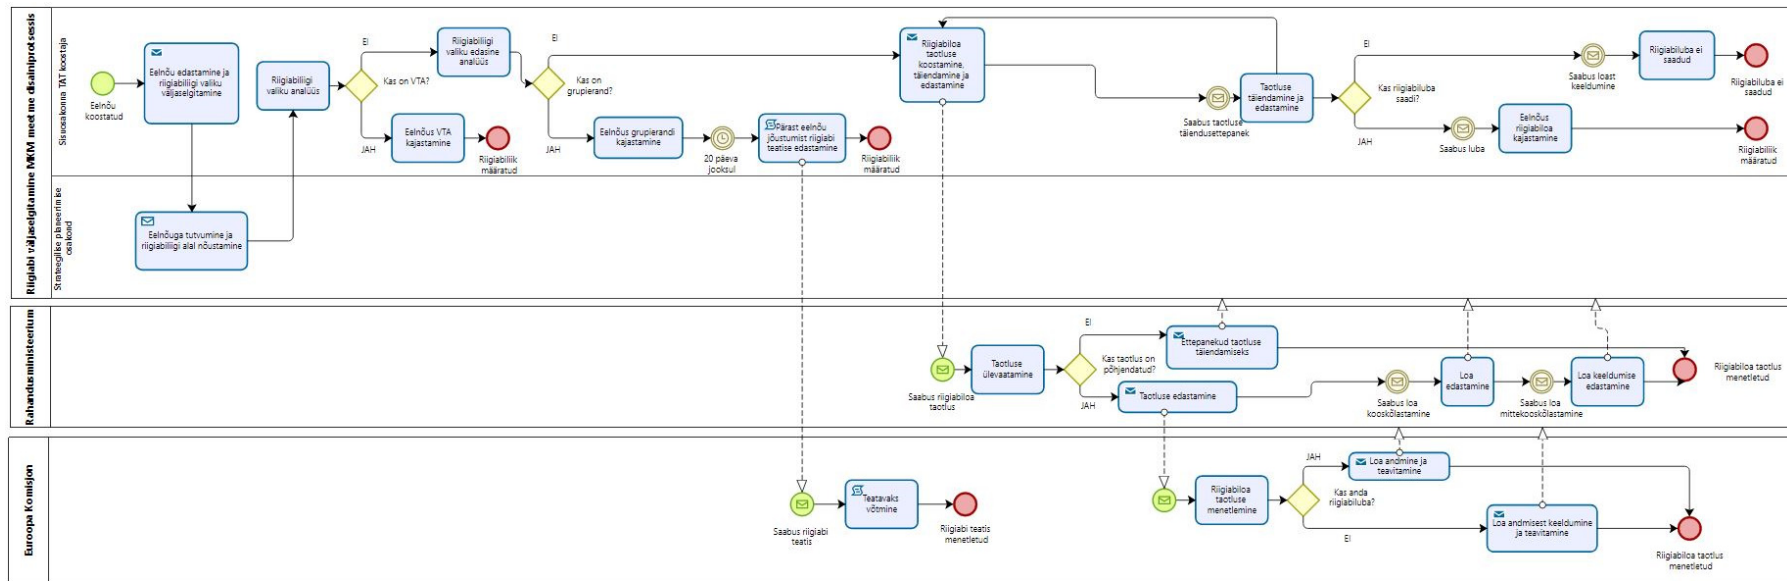 Riigiabi väljaselgitamine MKM meetme disainiprotsessis
Sisuosakonna TAT koostaja
Eelnõu
koostatud
Eelnõu edastamine ja
riigiabiliigi valiku
väljaselgitamine
Riigiabiliigi
valiku analüüs
EI
Kas on VTA?
JAH
Riigiabiliigi
valiku edasine
analüüs
Eelnõus VTA
kajastamine
Riigiabiliik
määratud
EI
Kas on
grupierand?
JAH
Eelnõus grupierandi
kajastamine
20 päeva
jooksul
Pärast eelnõu
jõustumist riigiabi
teatise edastamine
Riigiabiliik
määratud
Riigiabiloa
taotluse
koostamine,
täiendamine ja
edastamine
Saabus taotluse
täiendusettepanek
Taotluse
täiendamine ja
edastamine
EI
Kas riigiabiluba
saadi?
JAH
Saabus loast
keeldumine
Riigiabiluba ei
saadud
Riigiabiluba ei
saadud
Saabus luba
Eelnõus
riigiabiloa
kajastamine
Riigiabiliik
määratud
Strateegilise planeerimise
osakond
Eelnõuga tutvumine ja
riigiabiliigi alal nõustamine
Rahandusministeerium
Saabus riigiabiloa
taotlus
Taotluse
ülevaatamine
EI
Kas taotlus on
põhjendatud?
JAH
Ettepanekud taotluse
täiendamiseks
Taotluse edastamine
Saabus loa
kooskõlastamine
Loa
edastamine
Saabus loa
mittekooskõlastamine
Loa keeldumise
edastamine
Riigiabiloa taotlus
menetletud
Euroopa Komisjon
Saabus riigiabi
teatis
Teatavaks
võtmine
Riigiabi teatis
menetletud
Riigiabiloa
taotluse
menetlemine
JAH
Kas anda
riigiabiluba?
EI
Loa andmine ja
teavitamine
Loa andmisest keeldumine
ja teavitamine
Riigiabiloa taotlus
menetletud